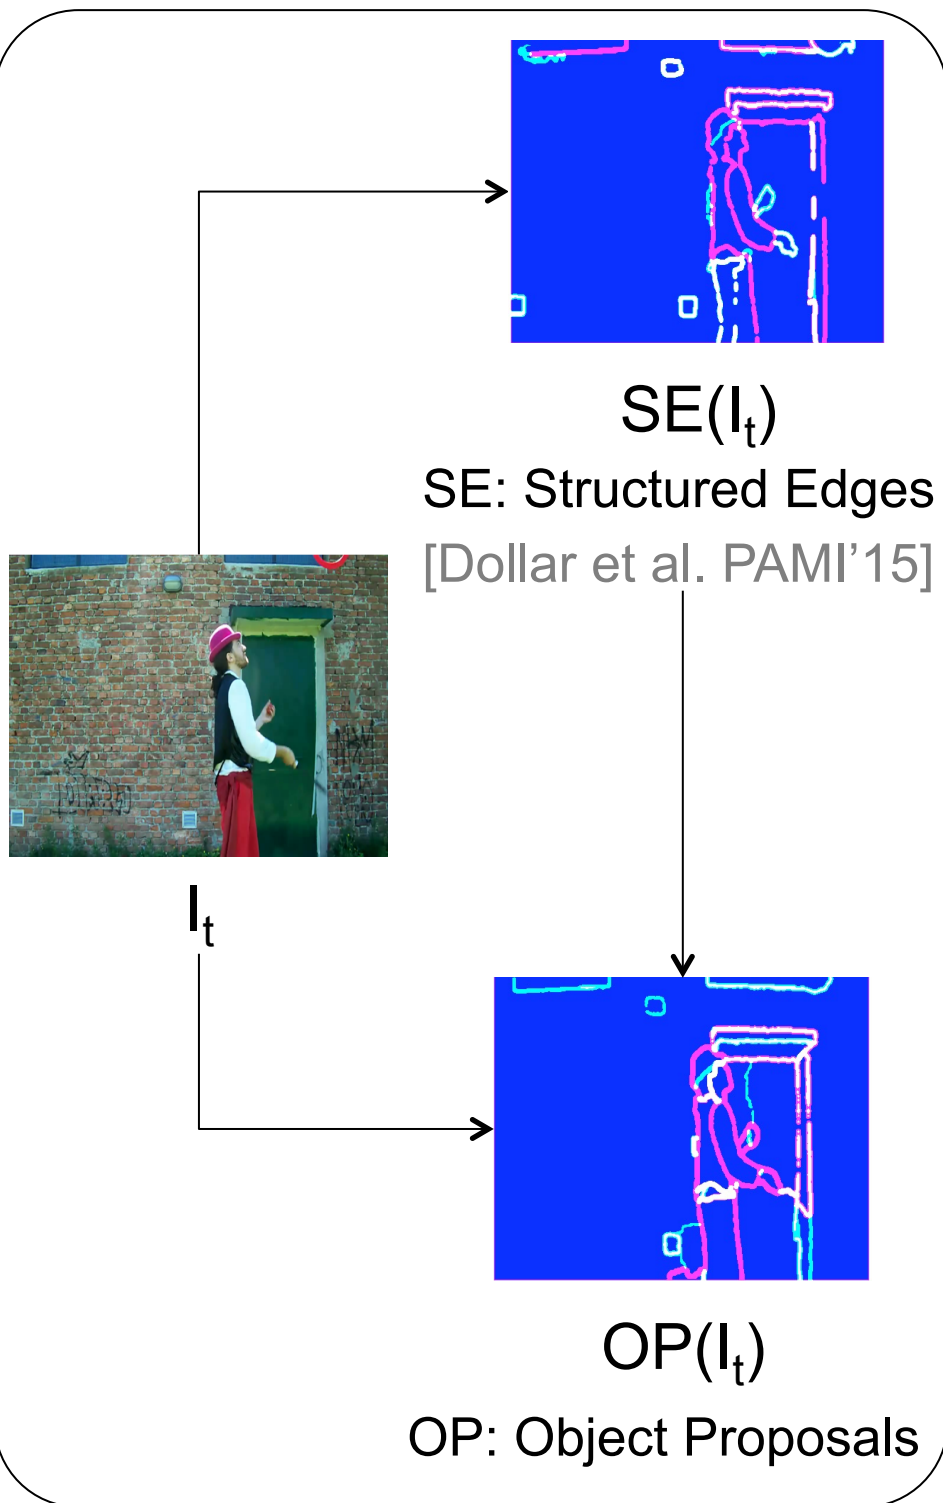 SE(Iₜ)
SE: Structured Edges
[Dollar et al. PAMI’15]
Iₜ
OP(Iₜ)
OP: Object Proposals